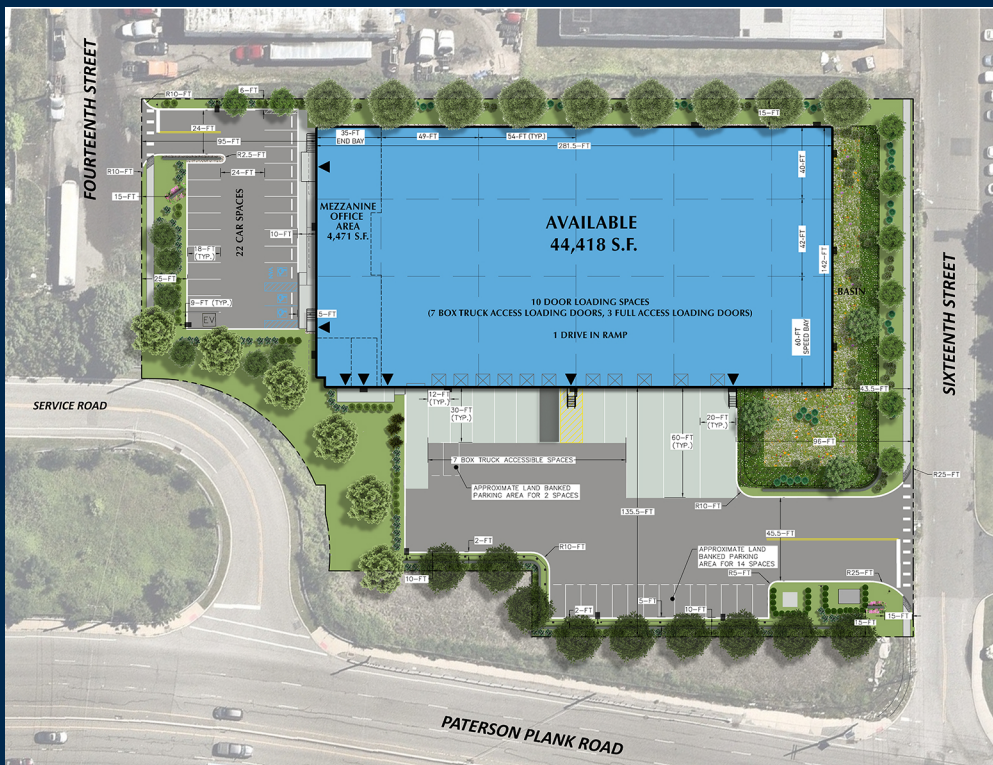 FOURTEENTH STREET
R10-FT
6-FT
24-FT
95-FT
R2.5-FT
R10-FT
24-FT
15-FT
22 CAR SPACES
10-FT
18-FT
(TYP.)
25-FT
9-FT (TYP.)
EV
5-FT
35-FT
END BAY
49-FT
54-FT (TYP.)
15-FT
281.5-FT
40-FT
42-FT
142-FT
60-FT
SPEED BAY
MEZZANINE
OFFICE
AREA
4,471 S.F.
AVAILABLE
44,418 S.F.
10 DOOR LOADING SPACES
(7 BOX TRUCK ACCESS LOADING DOORS, 3 FULL ACCESS LOADING DOORS)
1 DRIVE IN RAMP
BASIN
SIXTEENTH STREET
SERVICE ROAD
12-FT
(TYP.)
30-FT
(TYP.)
20-FT
(TYP.)
60-FT
(TYP.)
43.5-FT
96-FT
7 BOX TRUCK ACCESSIBLE SPACES
APPROXIMATE LAND BANKED
PARKING AREA FOR 2 SPACES
R25-FT
R10-FT
135.5-FT
45.5-FT
2-FT
R10-FT
APPROXIMATE LAND
BANKED PARKING
AREA FOR 14 SPACES
R5-FT
R25-FT
10-FT
2-FT
5-FT
10-FT
15-FT
15-FT
PATERSON PLANK ROAD